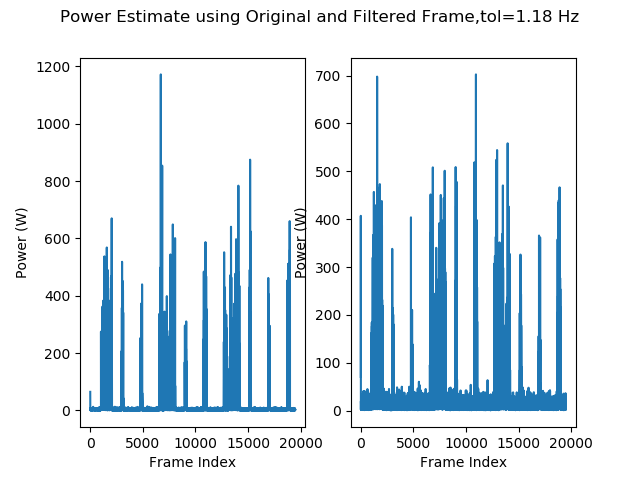 Power Estimate using Original and Filtered Frame,tol=1.18 Hz
1200
1000
800
600
400
200
0
Power (W)
0 5000 10000 15000 20000
Frame Index
700
600
500
400
300
200
100
0
Power (W)
0 5000 10000 15000 20000
Frame Index